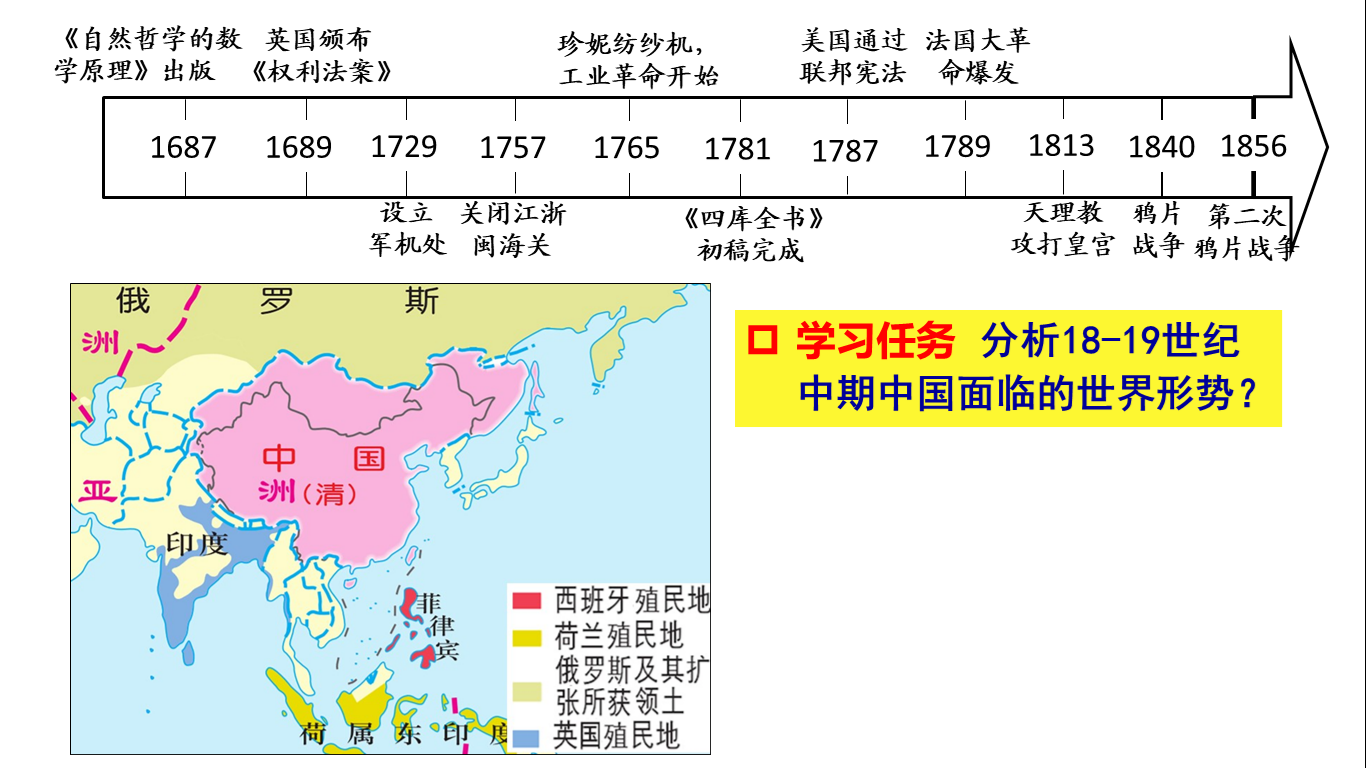 《自然哲学的数
学原理》出版
英国颁布
《权利法案》
珍妮纺纱机，
工业革命开始
美国通过
联邦宪法
法国大革
命爆发
1687 1689 1729 1757 1765 1781 1787 1789 1813 1840 1856
设立
军机处
关闭江浙
闽海关
《四库全书》
初稿完成
天理教
攻打皇宫
鸦片
战争
第二次
鸦片战争
俄 罗 斯
洲
中 国
亚 洲（清）
印度
菲
律
宾
荷 属 东 印 度
西班牙殖民地
荷兰殖民地
俄罗斯及其扩
张所获领土
英国殖民地
学习任务 分析18-19世纪
中期中国面临的世界形势？